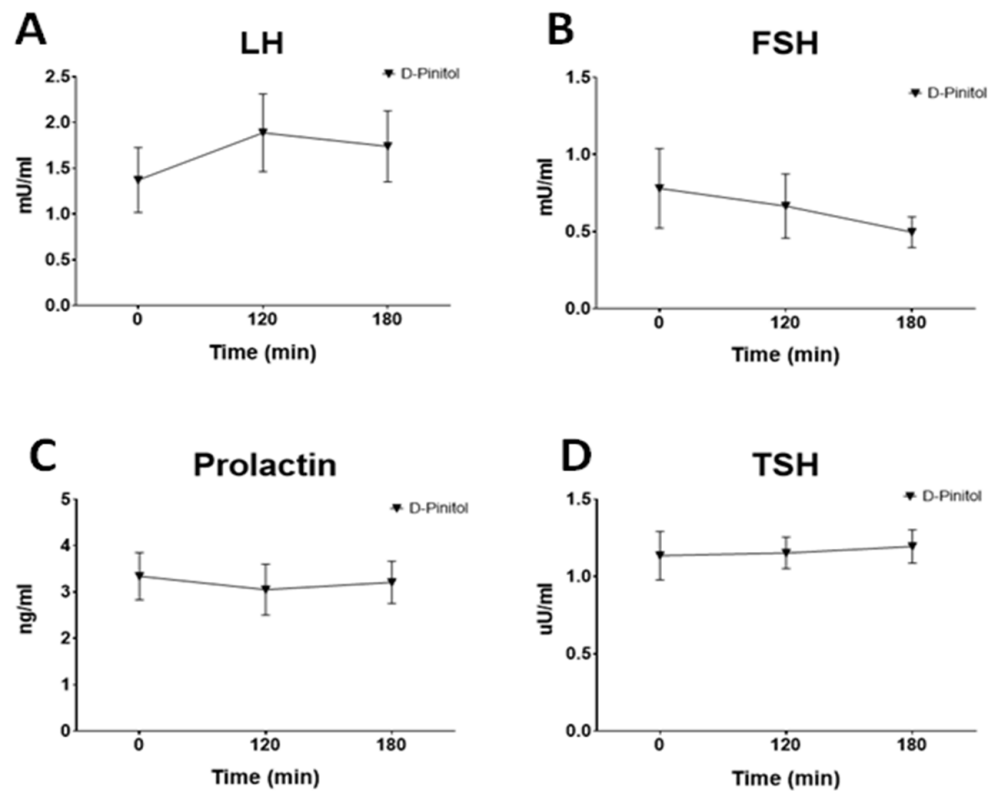 A
LH
D-Pinitol
2.5
2.0
1.5
1.0
0.5
0.0
mU/ml
0 120 180
Time (min)
B
FSH
D-Pinitol
1.5
1.0
0.5
0.0
mU/ml
0 120 180
Time (min)
C
Prolactin
D-Pinitol
5
4
3
2
1
0
ng/ml
0 120 180
Time (min)
D
TSH
D-Pinitol
1.5
1.0
0.5
0.0
uU/ml
0 120 180
Time (min)